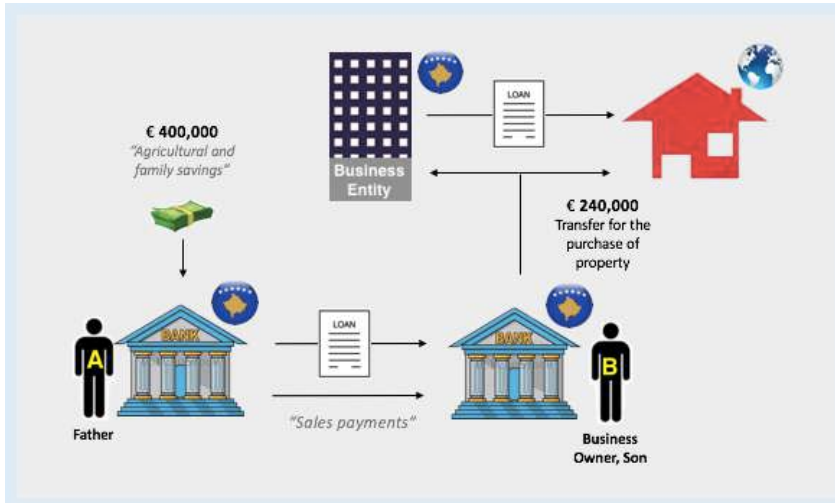 € 400,000
"Agricultural and
family savings"
Business
Entity
LOAN
€ 240,000
Transfer for the
purchase of
property
A
BANK
LOAN
BANK
B
Father
"Sales payments"
Business
Owner, Son